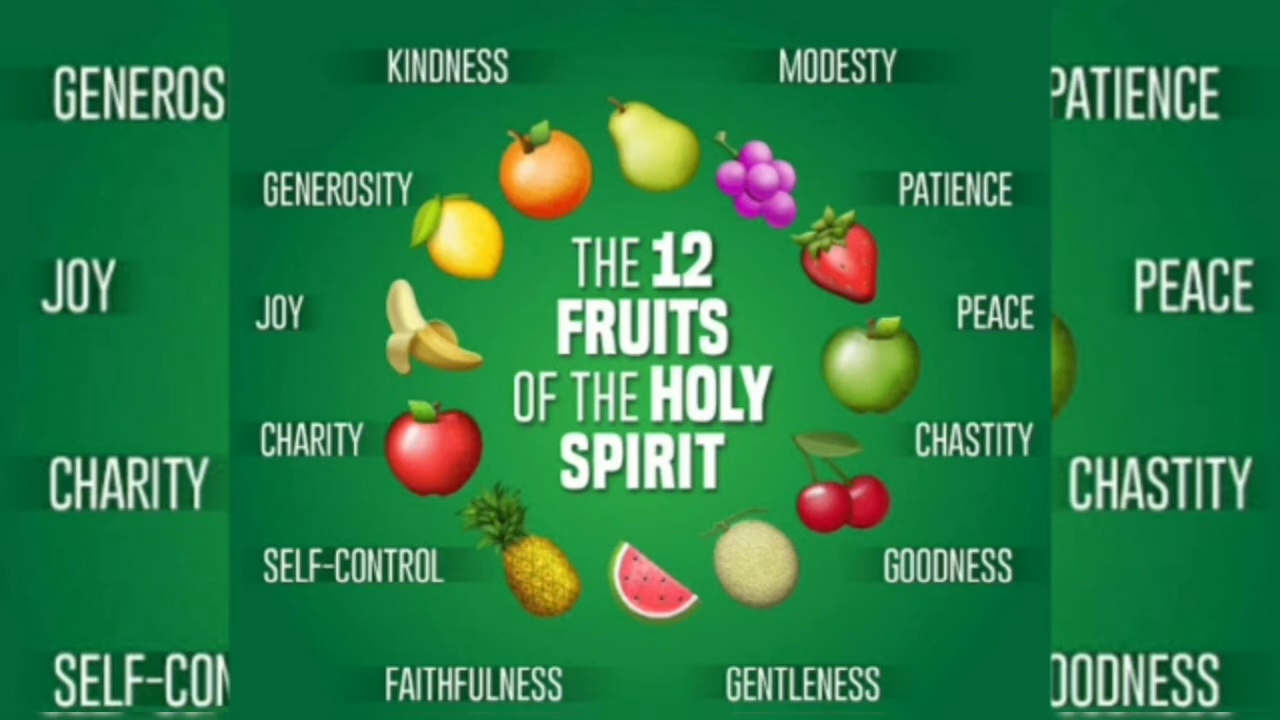 KINDNESS
MODESTY
GENEROS
PATIENCE
GENEROSITY
PATIENCE
THE 12
FRUITS
OF THE HOLY
SPIRIT
JOY
JOY
PEACE
PEACE
CHARITY
CHARITY
CHASTITY
CHASTITY
SELF-CONTROL
GOODNESS
SELF-CON
OODNESS
FAITHFULNESS
GENTLENESS